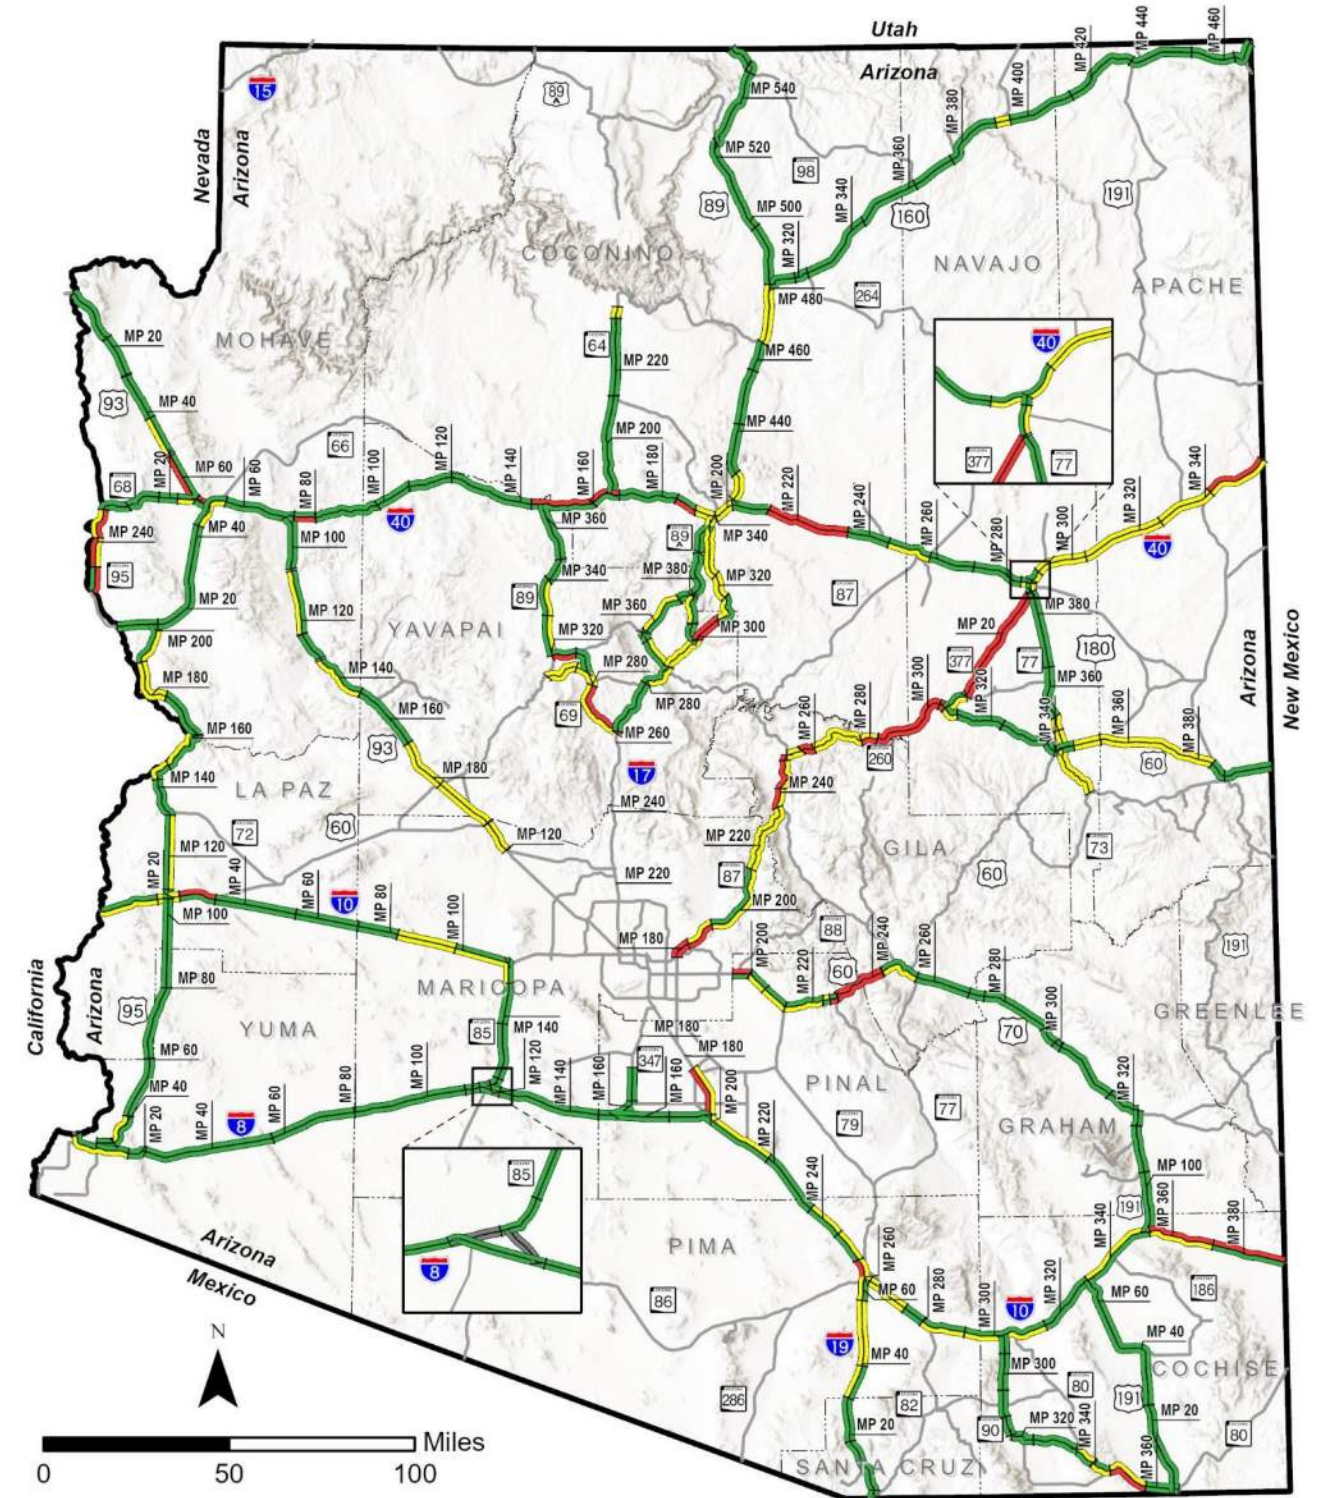 Utah
Arizona
MP 420
MP 440
MP 460
15
89
A
MP 540
MP 400
MP 380
Nevada
Arizona
MP 520
98
MP 360
191
89
MP 500
MP 340
160
MP 320
COCONINO
NAVAJO
APACHE
MP 480
264
MOHAVE
MP 20
64
MP 220
MP 460
40
93
MP 40
MP 200
MP 440
377
77
66
MP 120
68
MP 20
MP 60
MP 60
MP 80
MP 100
MP 140
MP 160
MP 180
MP 200
MP 220
MP 240
MP 260
MP 280
MP 300
MP 320
MP 340
40
40
MP 240
MP 40
MP 100
MP 360
89
A
MP 340
95
MP 20
MP 120
MP 340
MP 380
MP 320
87
MP 380
MP 200
89
MP 360
MP 20
YAVAPAI
MP 320
MP 300
180
MP 180
MP 140
MP 280
377
77
MP 360
Arizona
New Mexico
MP 160
MP 160
69
MP 280
MP 300
MP 320
MP 340
MP 360
MP 380
93
MP 260
MP 260
MP 280
260
60
MP 140
MP 180
17
MP 240
LA PAZ
MP 240
72
60
MP 120
MP 220
GILA
73
MP 120
MP 20
MP 40
MP 60
MP 80
MP 100
10
MP 220
87
60
MP 100
MP 200
88
MP 180
MP 200
MP 220
60
MP 240
MP 260
MP 280
191
California
Arizona
MP 80
MARICOPA
MP 300
GREENLEE
95
YUMA
85
MP 140
MP 180
70
MP 60
MP 100
MP 120
MP 180
347
MP 320
MP 40
MP 80
MP 140
MP 160
MP 160
MP 200
PINAL
77
MP 20
MP 40
8
MP 60
MP 220
79
GRAHAM
85
MP 240
MP 100
191
MP 360
MP 380
MP 340
8
PIMA
MP 260
Arizona
Mexico
86
MP 60
MP 280
MP 300
10
MP 320
MP 60
186
N
19
MP 40
MP 300
MP 40
COCHISE
286
82
80
191
MP 20
MP 20
90
MP 320
MP 340
MP 360
80
SANTA CRUZ
Miles
0
50
100